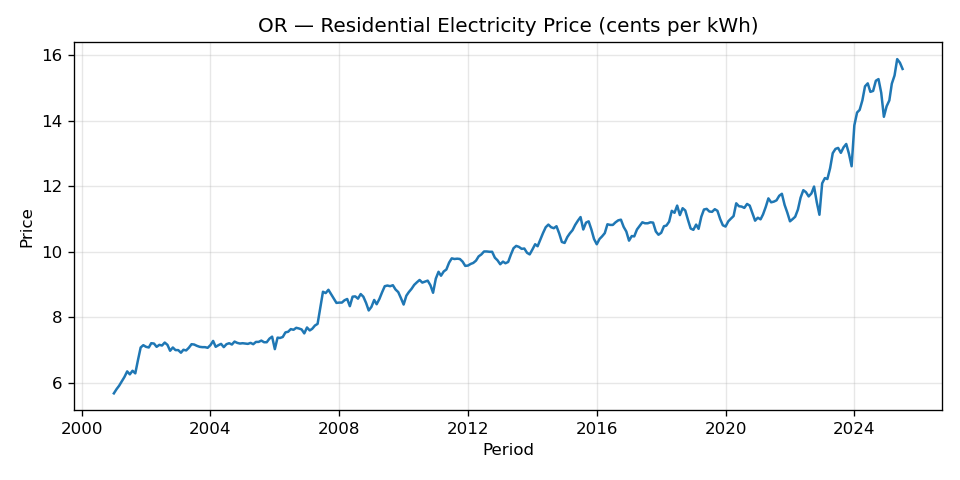 OR — Residential Electricity Price (cents per kWh)
16
14
12
10
8
6
Price
2000 2004 2008 2012 2016 2020 2024
Period